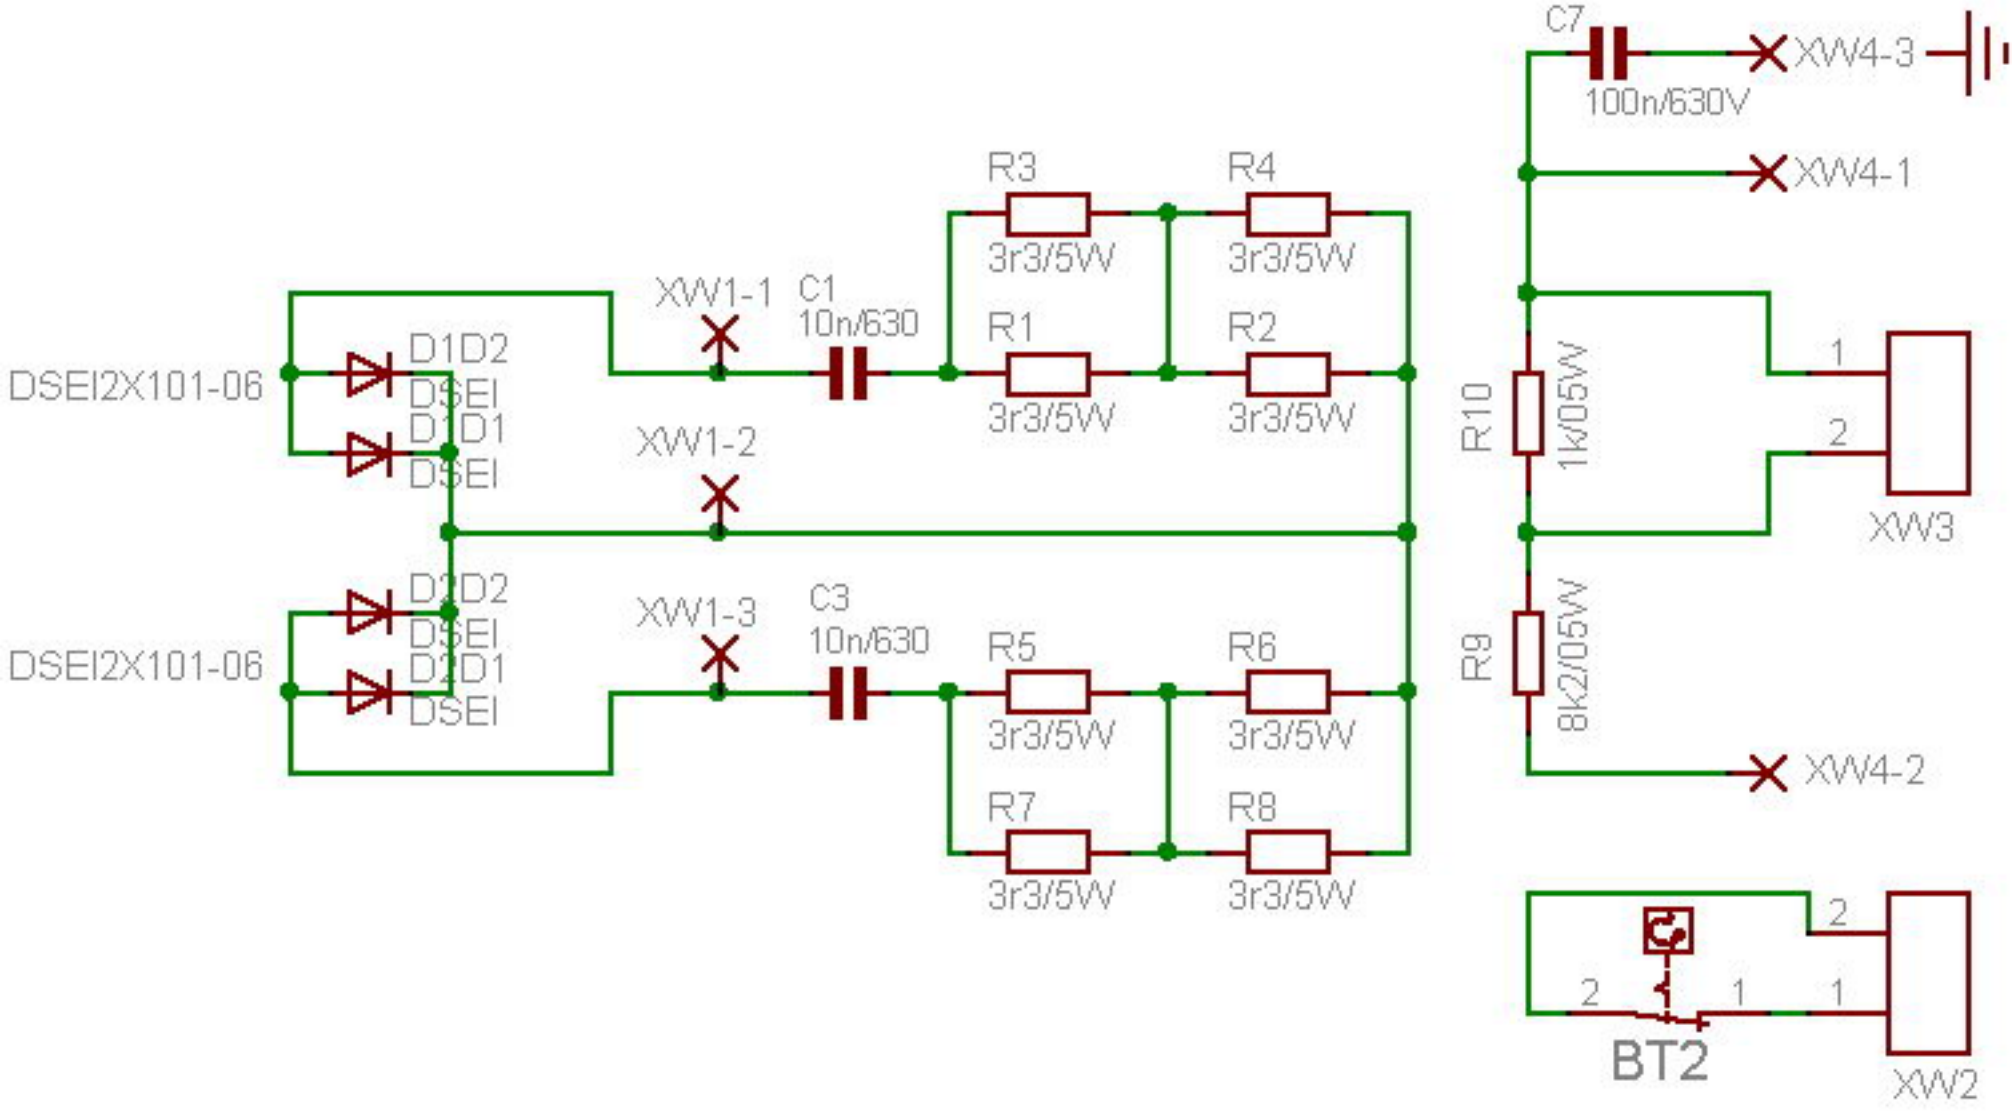 C7
XW4-3
100n/630V
XW4-1
R3
R4
3r3/5W
3r3/5W
XW1-1
C1
10n/630
R1
R2
D1D2
DSEI
DSEI2X101-06
D1D1
DSEI
3r3/5W
3r3/5W
R10
1k/05W
1
2
XW3
XW1-2
D2D2
DSEI
DSEI2X101-06
D2D1
DSEI
XW1-3
C3
10n/630
R5
R6
3r3/5W
3r3/5W
R9
8k2/05W
XW4-2
R7
R8
3r3/5W
3r3/5W
2
2
1
1
BT2
XW2